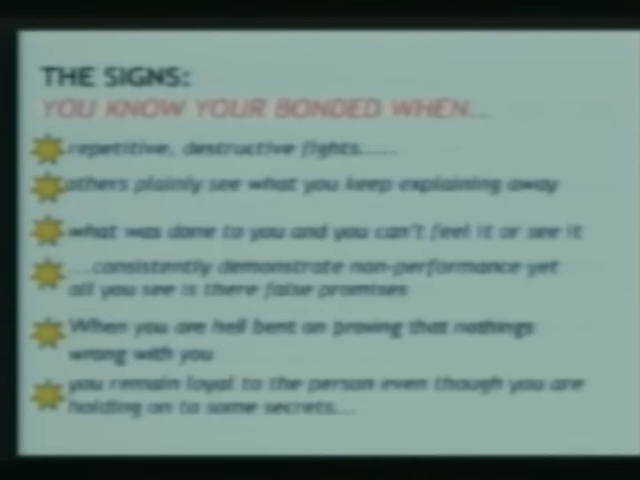 THE SIGNS:
YOU KNOW YOUR BONDED WHEN...
repetitive, destructive fights......
others plainly see what you keep explaining away
what was done to you and you can't feel it or see it
...consistently demonstrate non-performance yet
all you see is there false promises
When you are hell bent on proving that nothings
wrong with you
you remain loyal to the person even though you are
holding on to some secrets...